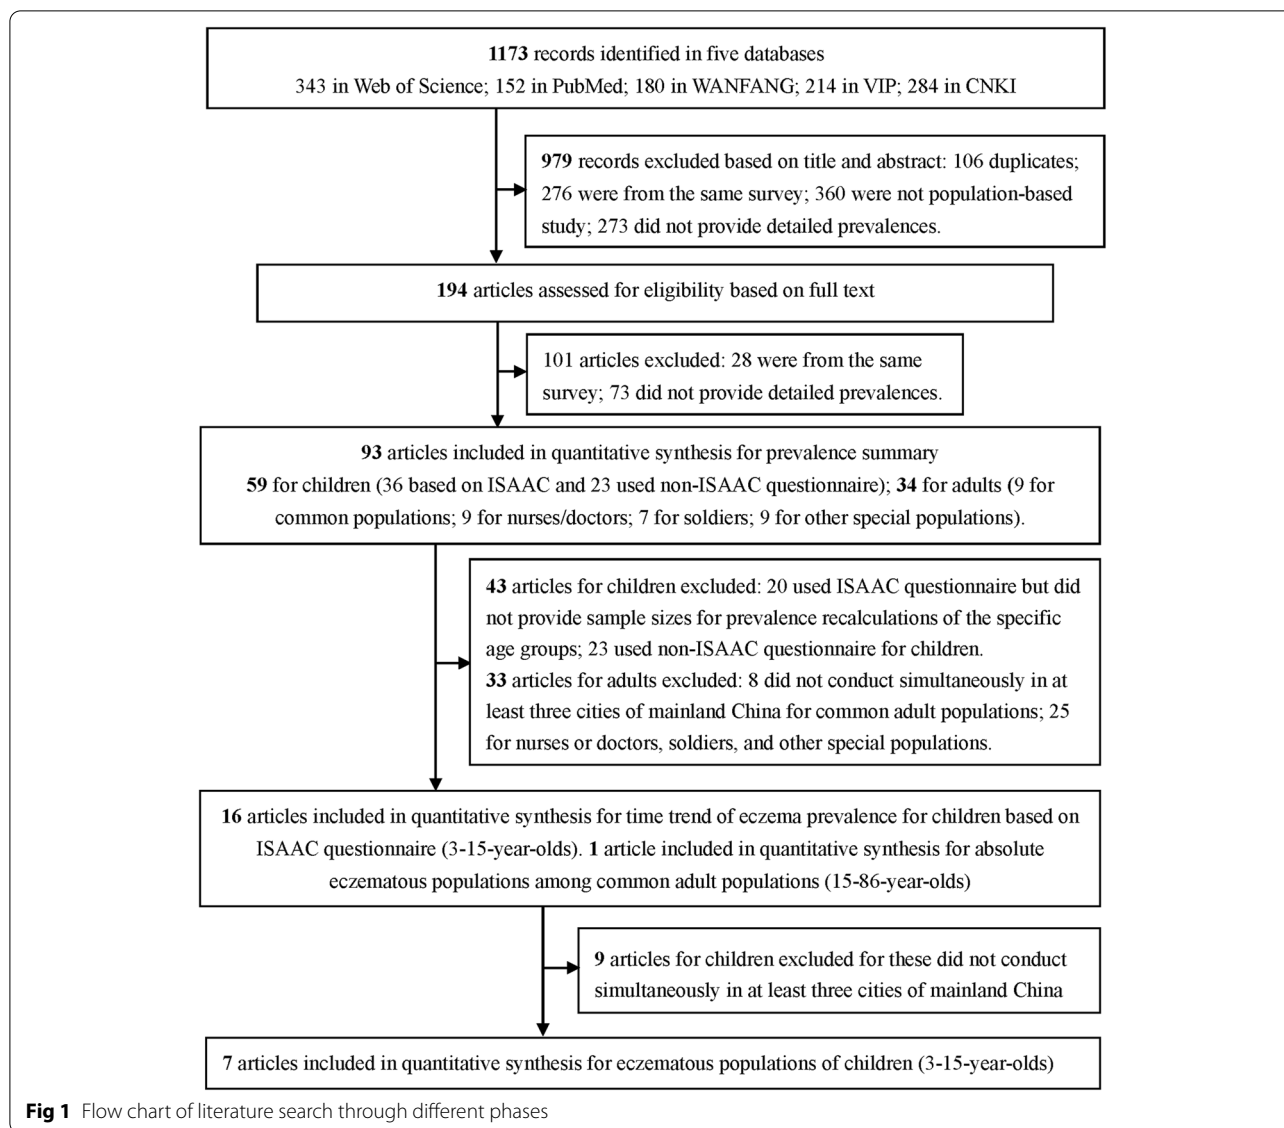 1173 records identified in five databases
343 in Web of Science; 152 in PubMed; 180 in WANFANG; 214 in VIP; 284 in CNKI
979 records excluded based on title and abstract: 106 duplicates;
276 were from the same survey; 360 were not population-based
study; 273 did not provide detailed prevalences.
194 articles assessed for eligibility based on full text
101 articles excluded: 28 were from the same
survey; 73 did not provide detailed prevalences.
93 articles included in quantitative synthesis for prevalence summary
59 for children (36 based on ISAAC and 23 used non-ISAAC questionnaire); 34 for adults (9 for
common populations; 9 for nurses/doctors; 7 for soldiers; 9 for other special populations).
43 articles for children excluded: 20 used ISAAC questionnaire but did
not provide sample sizes for prevalence recalculations of the specific
age groups; 23 used non-ISAAC questionnaire for children.
33 articles for adults excluded: 8 did not conduct simultaneously in at
least three cities of mainland China for common adult populations; 25
for nurses or doctors, soldiers, and other special populations.
16 articles included in quantitative synthesis for time trend of eczema prevalence for children based on
ISAAC questionnaire (3-15-year-olds). 1 article included in quantitative synthesis for absolute
eczematous populations among common adult populations (15-86-year-olds)
9 articles for children excluded for these did not conduct
simultaneously in at least three cities of mainland China
7 articles included in quantitative synthesis for eczematous populations of children (3-15-year-olds)
Fig 1 Flow chart of literature search through different phases